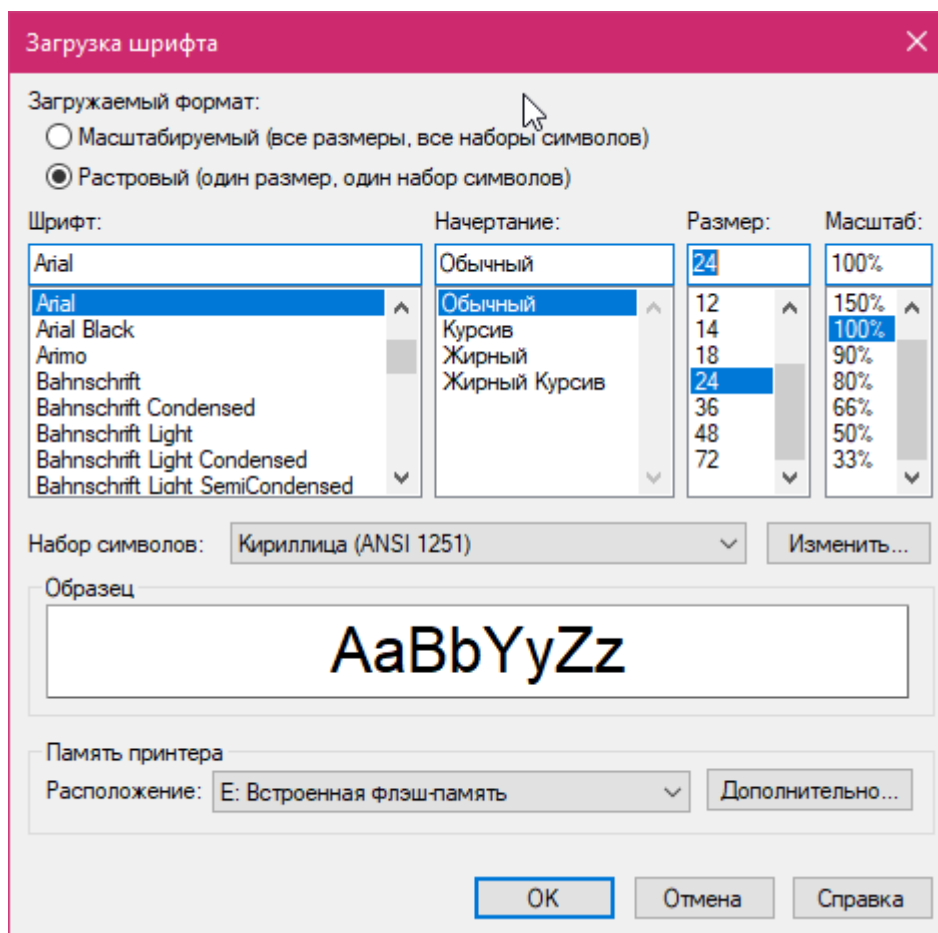 Загрузка шрифта
Загружаемый формат:
Масштабируемый (все размеры, все наборы символов)
Растровый (один размер, один набор символов)
Шрифт: Начертание: Размер: Масштаб:
Arial Обычный 24 100%
Arial Обычный 12 150%
Arial Black Курсив 14 100%
Arimo Жирный 18 90%
Bahnschrift Жирный Курсив 24 80%
Bahnschrift Condensed 36 66%
Bahnschrift Light 48 50%
Bahnschrift Light Condensed 72 33%
Bahnschrift Light SemiCondensed
Набор символов: Кириллица (ANSI 1251) Изменить...
Образец
AaBbYyZz
Память принтера
Расположение: E: Встроенная флэш-память Дополнительно...
OK Отмена Справка